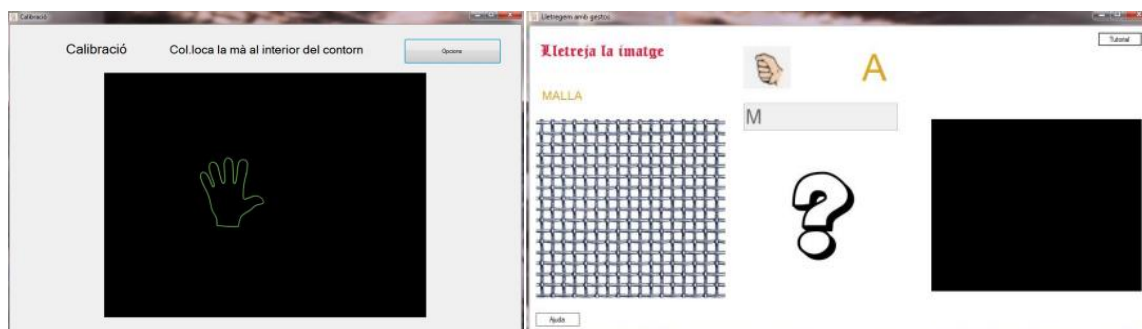 Calibració
Calibració
Col.loca la mà al interior del contorn
Opcions
Lletregem amb gestos
Tutorial
Lletreja la imatge
A
MALLA
M
?
Ajuda